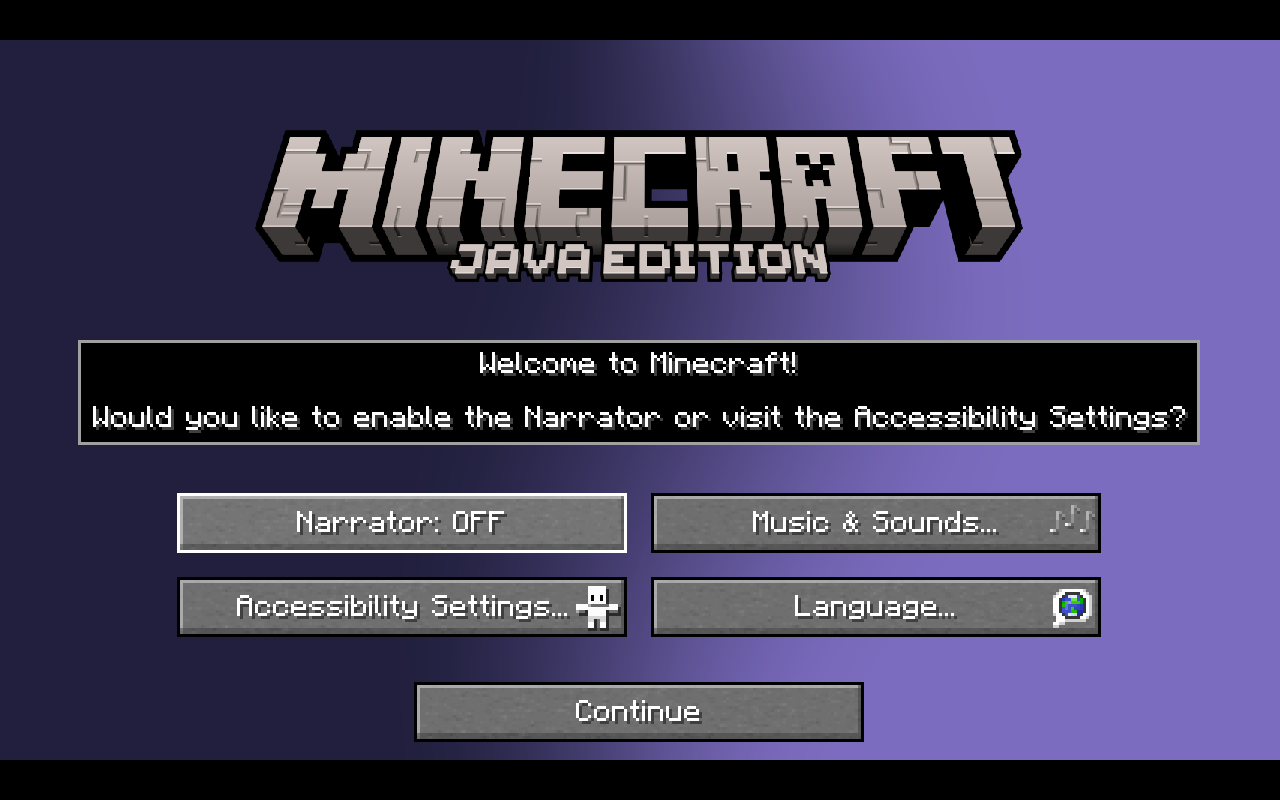 MINECRAFT
JAVA EDITION
Welcome to Minecraft!
Would you like to enable the Narrator or visit the Accessibility Settings?
Narrator: OFF
Music & Sounds...
Accessibility Settings...
Language...
Continue